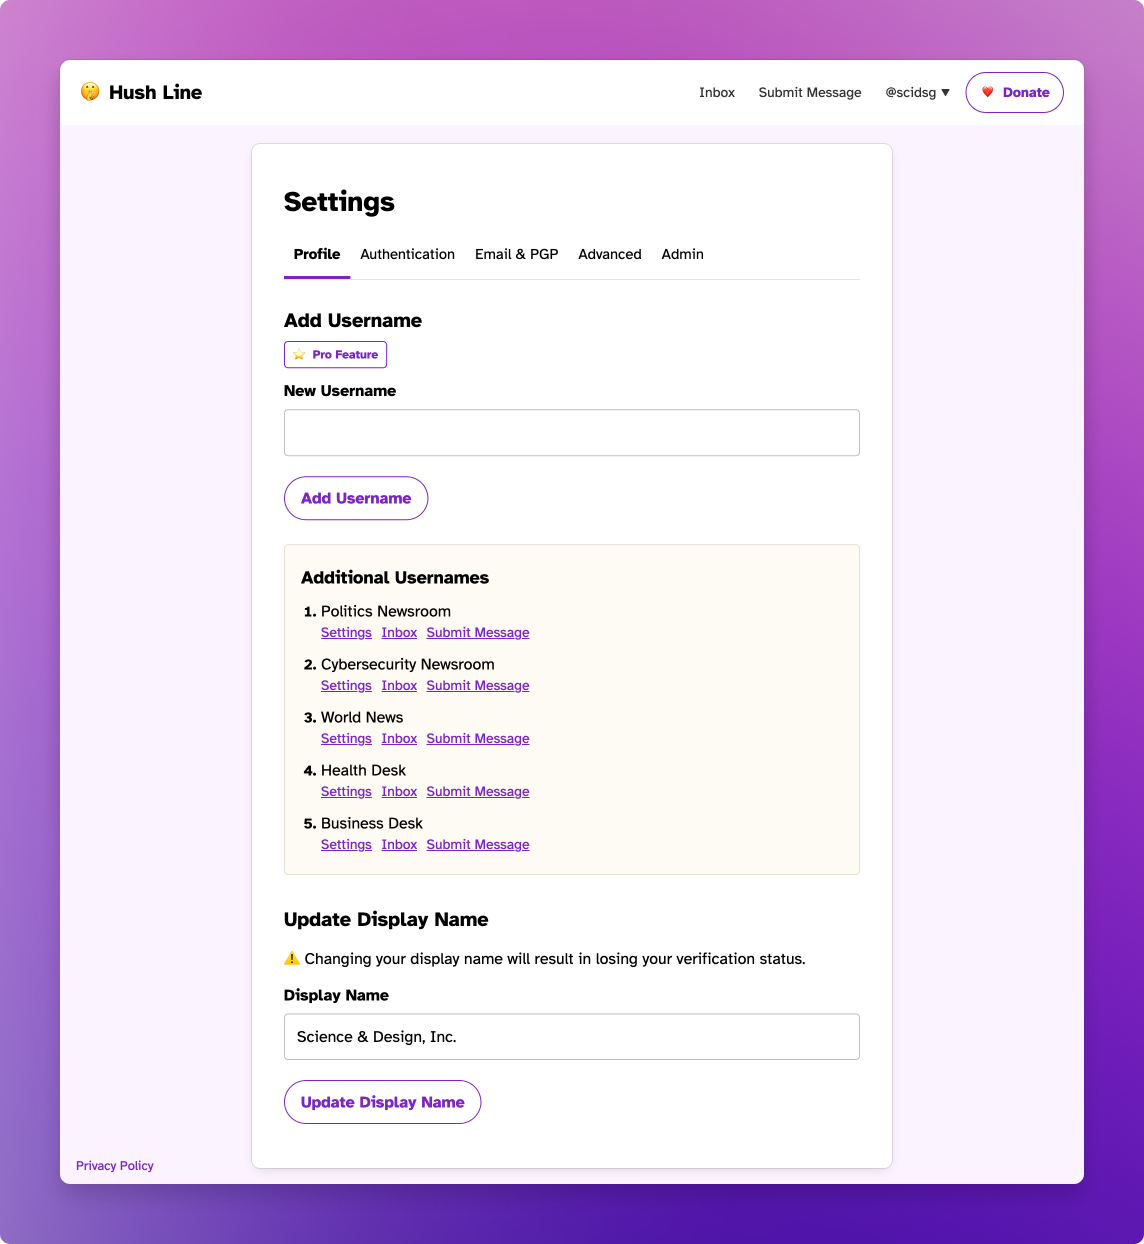 Hush Line
Inbox Submit Message @scidsg ▼ Donate
Settings
Profile Authentication Email & PGP Advanced Admin
Add Username
Pro Feature
New Username
Add Username
Additional Usernames
1. Politics Newsroom
Settings Inbox Submit Message
2. Cybersecurity Newsroom
Settings Inbox Submit Message
3. World News
Settings Inbox Submit Message
4. Health Desk
Settings Inbox Submit Message
5. Business Desk
Settings Inbox Submit Message
Update Display Name
⚠️ Changing your display name will result in losing your verification status.
Display Name
Science & Design, Inc.
Update Display Name
Privacy Policy